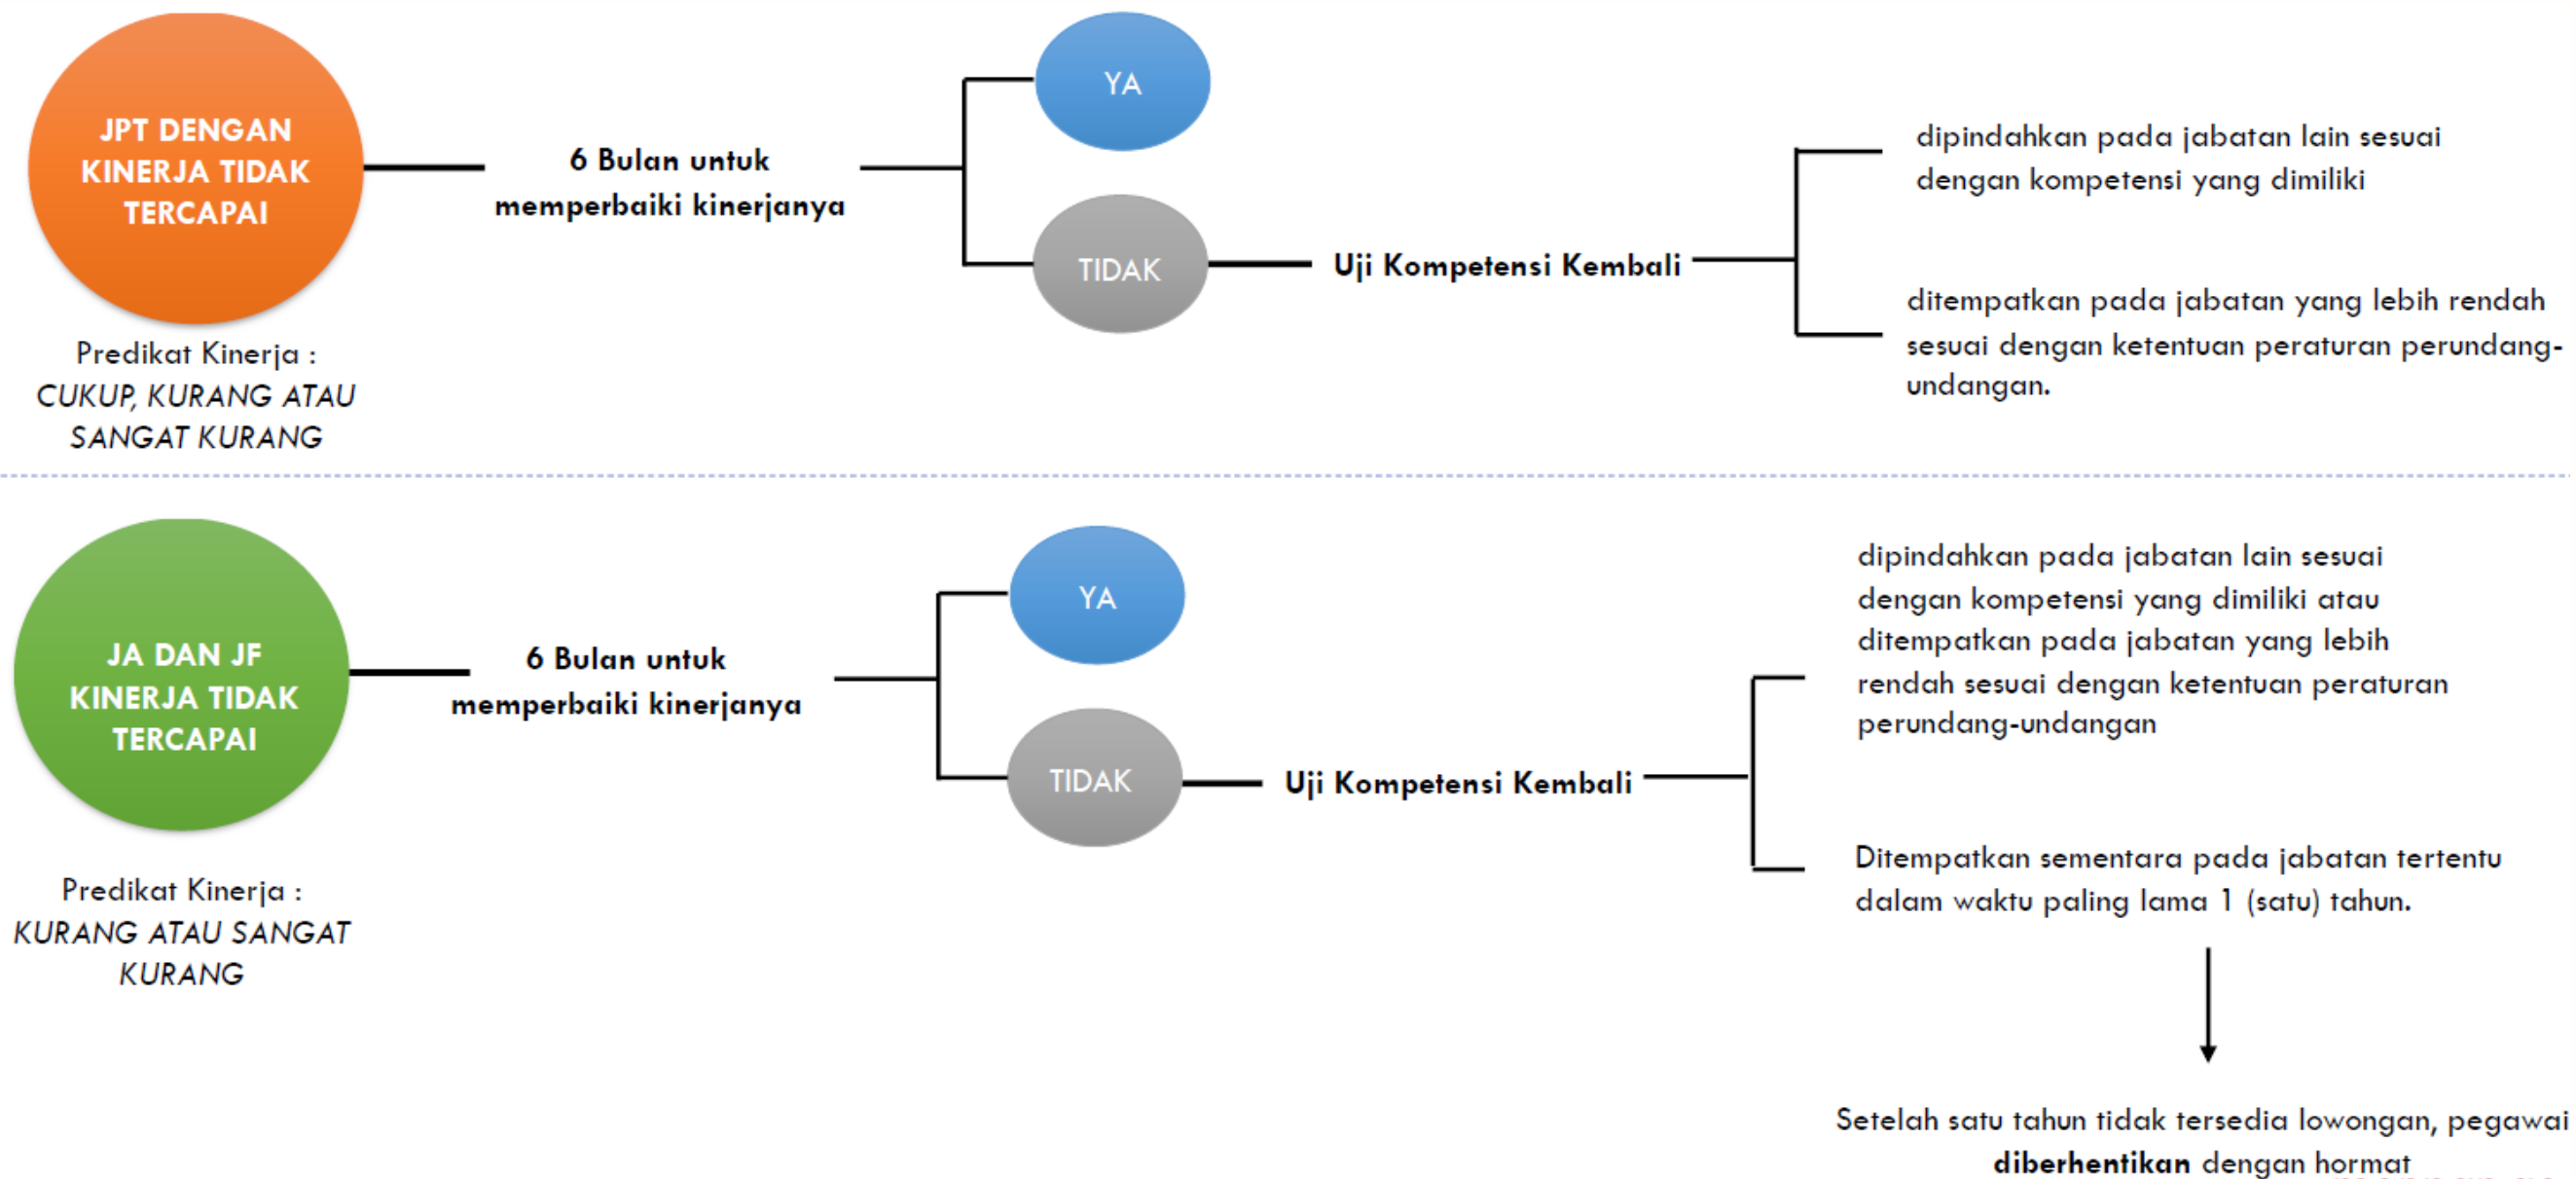 JPT DENGAN
KINERJA TIDAK
TERCAPAI
Predikat Kinerja :
CUKUP, KURANG ATAU
SANGAT KURANG
6 Bulan untuk
memperbaiki kinerjanya
YA
TIDAK
Uji Kompetensi Kembali
dipindahkan pada jabatan lain sesuai
dengan kompetensi yang dimiliki
ditempatkan pada jabatan yang lebih rendah
sesuai dengan ketentuan peraturan perundang-
undangan.
JA DAN JF
KINERJA TIDAK
TERCAPAI
Predikat Kinerja :
KURANG ATAU SANGAT
KURANG
6 Bulan untuk
memperbaiki kinerjanya
YA
TIDAK
Uji Kompetensi Kembali
dipindahkan pada jabatan lain sesuai
dengan kompetensi yang dimiliki atau
ditempatkan pada jabatan yang lebih
rendah sesuai dengan ketentuan peraturan
perundang-undangan
Ditempatkan sementara pada jabatan tertentu
dalam waktu paling lama 1 (satu) tahun.
Setelah satu tahun tidak tersedia lowongan, pegawai
diberhentikan dengan hormat